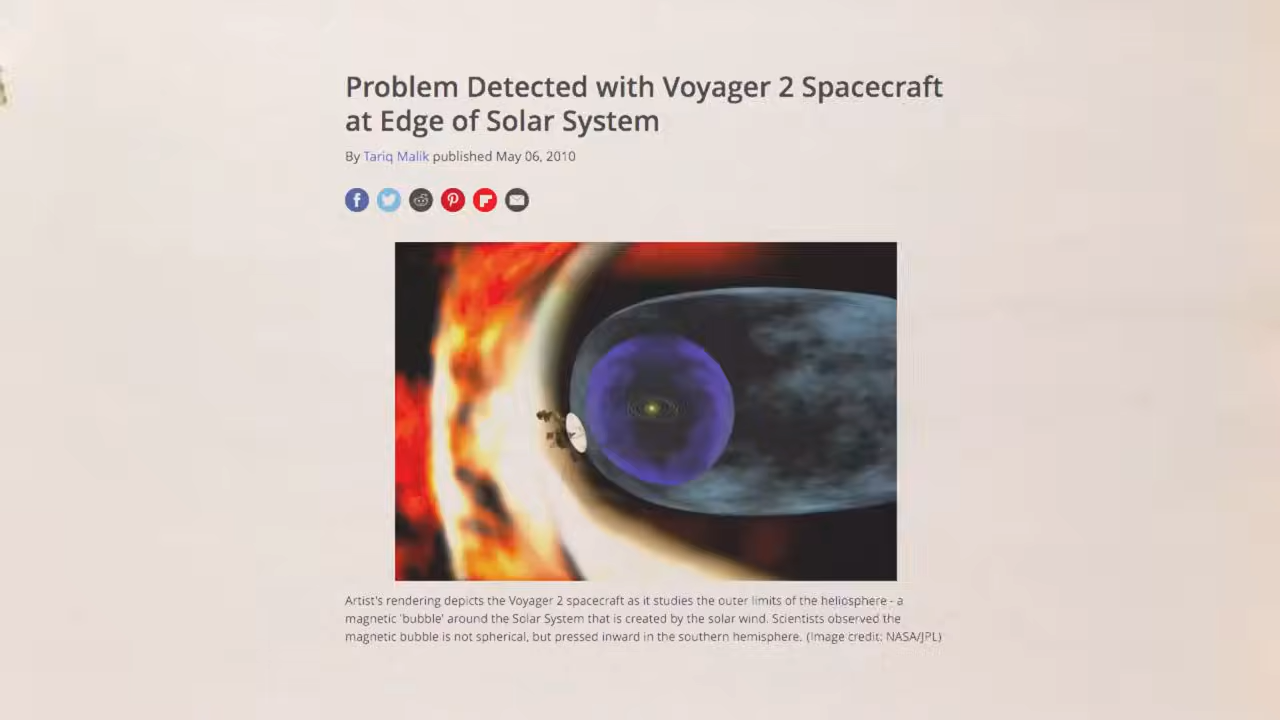 Problem Detected with Voyager 2 Spacecraft
at Edge of Solar System
By Tariq Malik published May 06, 2010
Artist's rendering depicts the Voyager 2 spacecraft as it studies the outer limits of the heliosphere - a
magnetic 'bubble' around the Solar System that is created by the solar wind. Scientists observed the
magnetic bubble is not spherical, but pressed inward in the southern hemisphere. (Image credit: NASA/JPL)